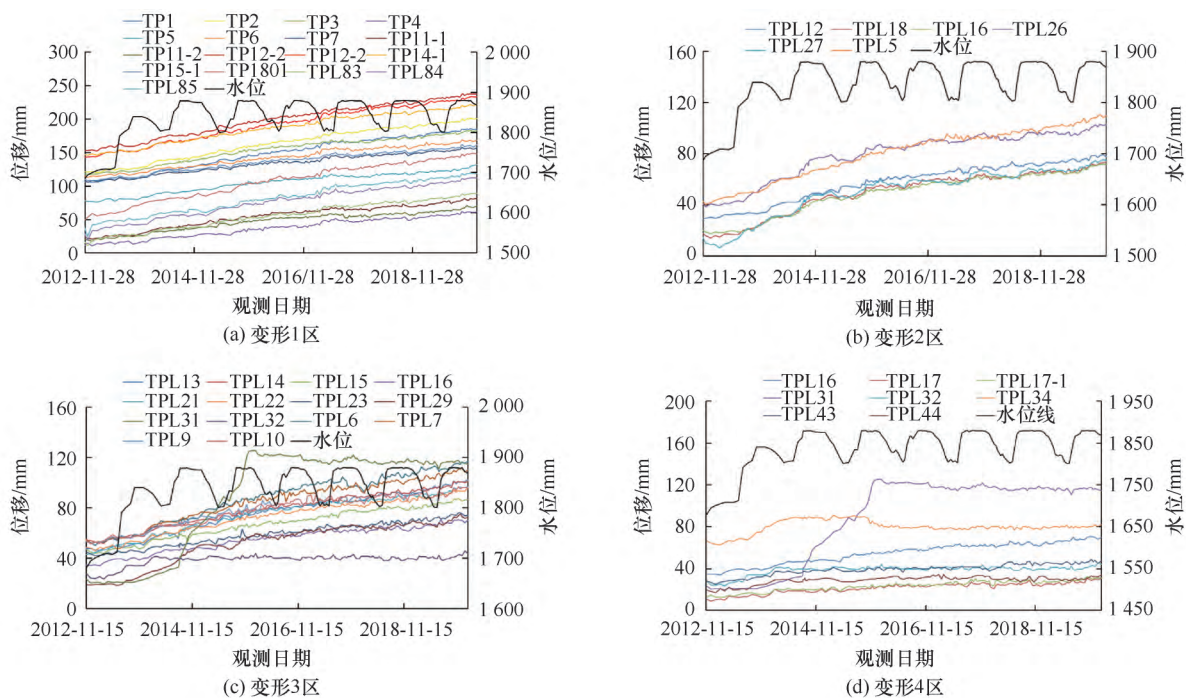 TP1 TP2 TP3 TP4
TP5 TP6 TP7 TP11-1
TP11-2 TP12-2 TP12-2 TP14-1
TP15-1 TP1801 TPL83 TPL84
TPL85 水位
300
250
200
150
100
50
0
位移/mm
2 000
1 900
1 800
1 700
1 600
1 500
水位/mm
2012-11-28 2014-11-28 2016/11-28 2018-11-28
观测日期
(a) 变形1区
TPL12 TPL18 TPL16 TPL26
TPL27 TPL5 水位
160
120
80
40
0
位移/mm
1 900
1 800
1 700
1 600
1 500
水位/mm
2012-11-28 2014-11-28 2016/11-28 2018-11-28
观测日期
(b) 变形2区
TPL13 TPL14 TPL15 TPL16
TPL21 TPL22 TPL23 TPL29
TPL31 TPL32 TPL6 TPL7
TPL9 TPL10 水位
160
120
80
40
0
位移/mm
2 000
1 900
1 800
1 700
1 600
水位/mm
2012-11-15 2014-11-15 2016-11-15 2018-11-15
观测日期
(c) 变形3区
TPL16 TPL17 TPL17-1
TPL31 TPL32 TPL34
TPL43 TPL44 水位线
200
160
120
80
40
0
位移/mm
1 950
1 850
1 750
1 650
1 550
1 450
水位/mm
2012-11-15 2014-11-15 2016-11-15 2018-11-15
观测日期
(d) 变形4区